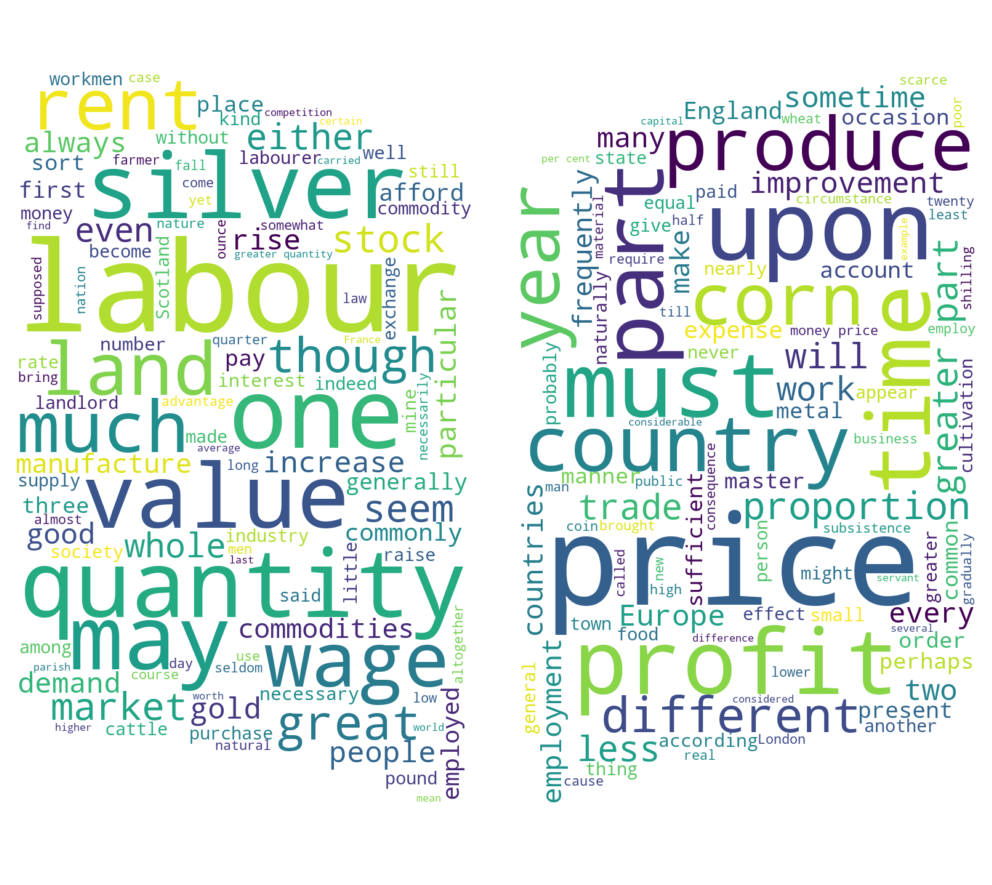 workmen case
rent
place
competition
kind
certain
always
without
either
sort
farmer
labourer
carried
well
still
fall
silver
first
come
afford
yet
commodity
money
nature
ounce
somewhat
find
even
rise
stock
become
greater quantity
supposed
nation
Scotland
labour
law
exchange
number
quarter
France
rate
land
pay
though
particular
bring
interest
indeed
landlord
advantage
one
mine
necessarily
much
made
average
manufacture
long
increase
supply
value
generally
three
seem
almost
good
industry
commonly
society
whole
men
last
little
raise
quantity
said
may
commodities
among
wage
altogether
parish
day
use
course
seldom
demand
necessary
low
worth
market
gold
great
world
higher
cattle
purchase
natural
people
employed
pound
mean
scarce
sometime
England
capital
wheat
occasion
poor
many
produce
per cent
state
improvement
frequently
material
part
equal
paid
circumstance
twenty
year
give
half
upon
least
example
require
make
nearly
account
part
shilling
naturally
till
corn
time
expense
money price
employ
never
will
probably
must
work
appear
greater
cultivation
metal
considerable
country
business
manner
public
master
man
consequence
countries
trade
sufficient
proportion
coin
brought
subsistence
price
person
common
called
new
high
might
servant
greater
gradually
Europe
effect
small
every
town
food
difference
several
order
profit
lower
perhaps
general
employment
different
considered
two
present
another
less
according
London
real
thing
cause